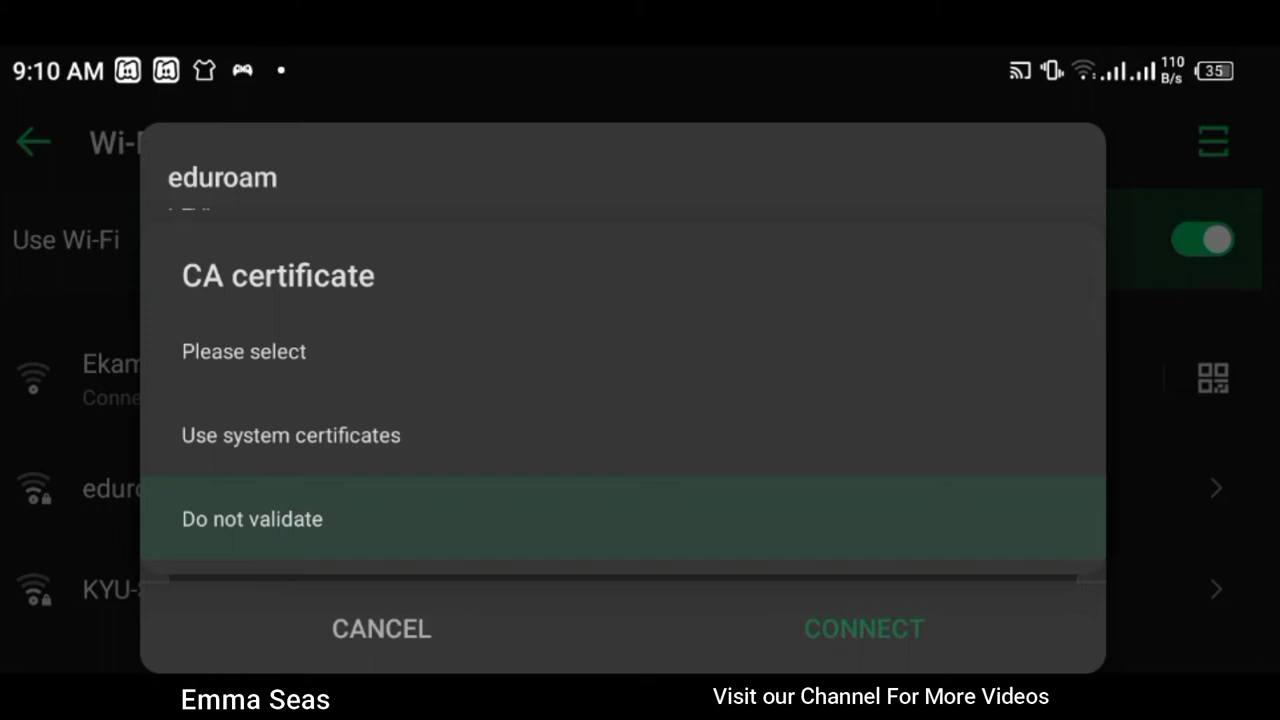 9:10 AM
110
B/s
35
Wi-F
eduroam
Use Wi-Fi
CA certificate
Please select
Ekam
Conne
Use system certificates
eduro
Do not validate
KYU-
CANCEL
CONNECT
Emma Seas
Visit our Channel For More Videos